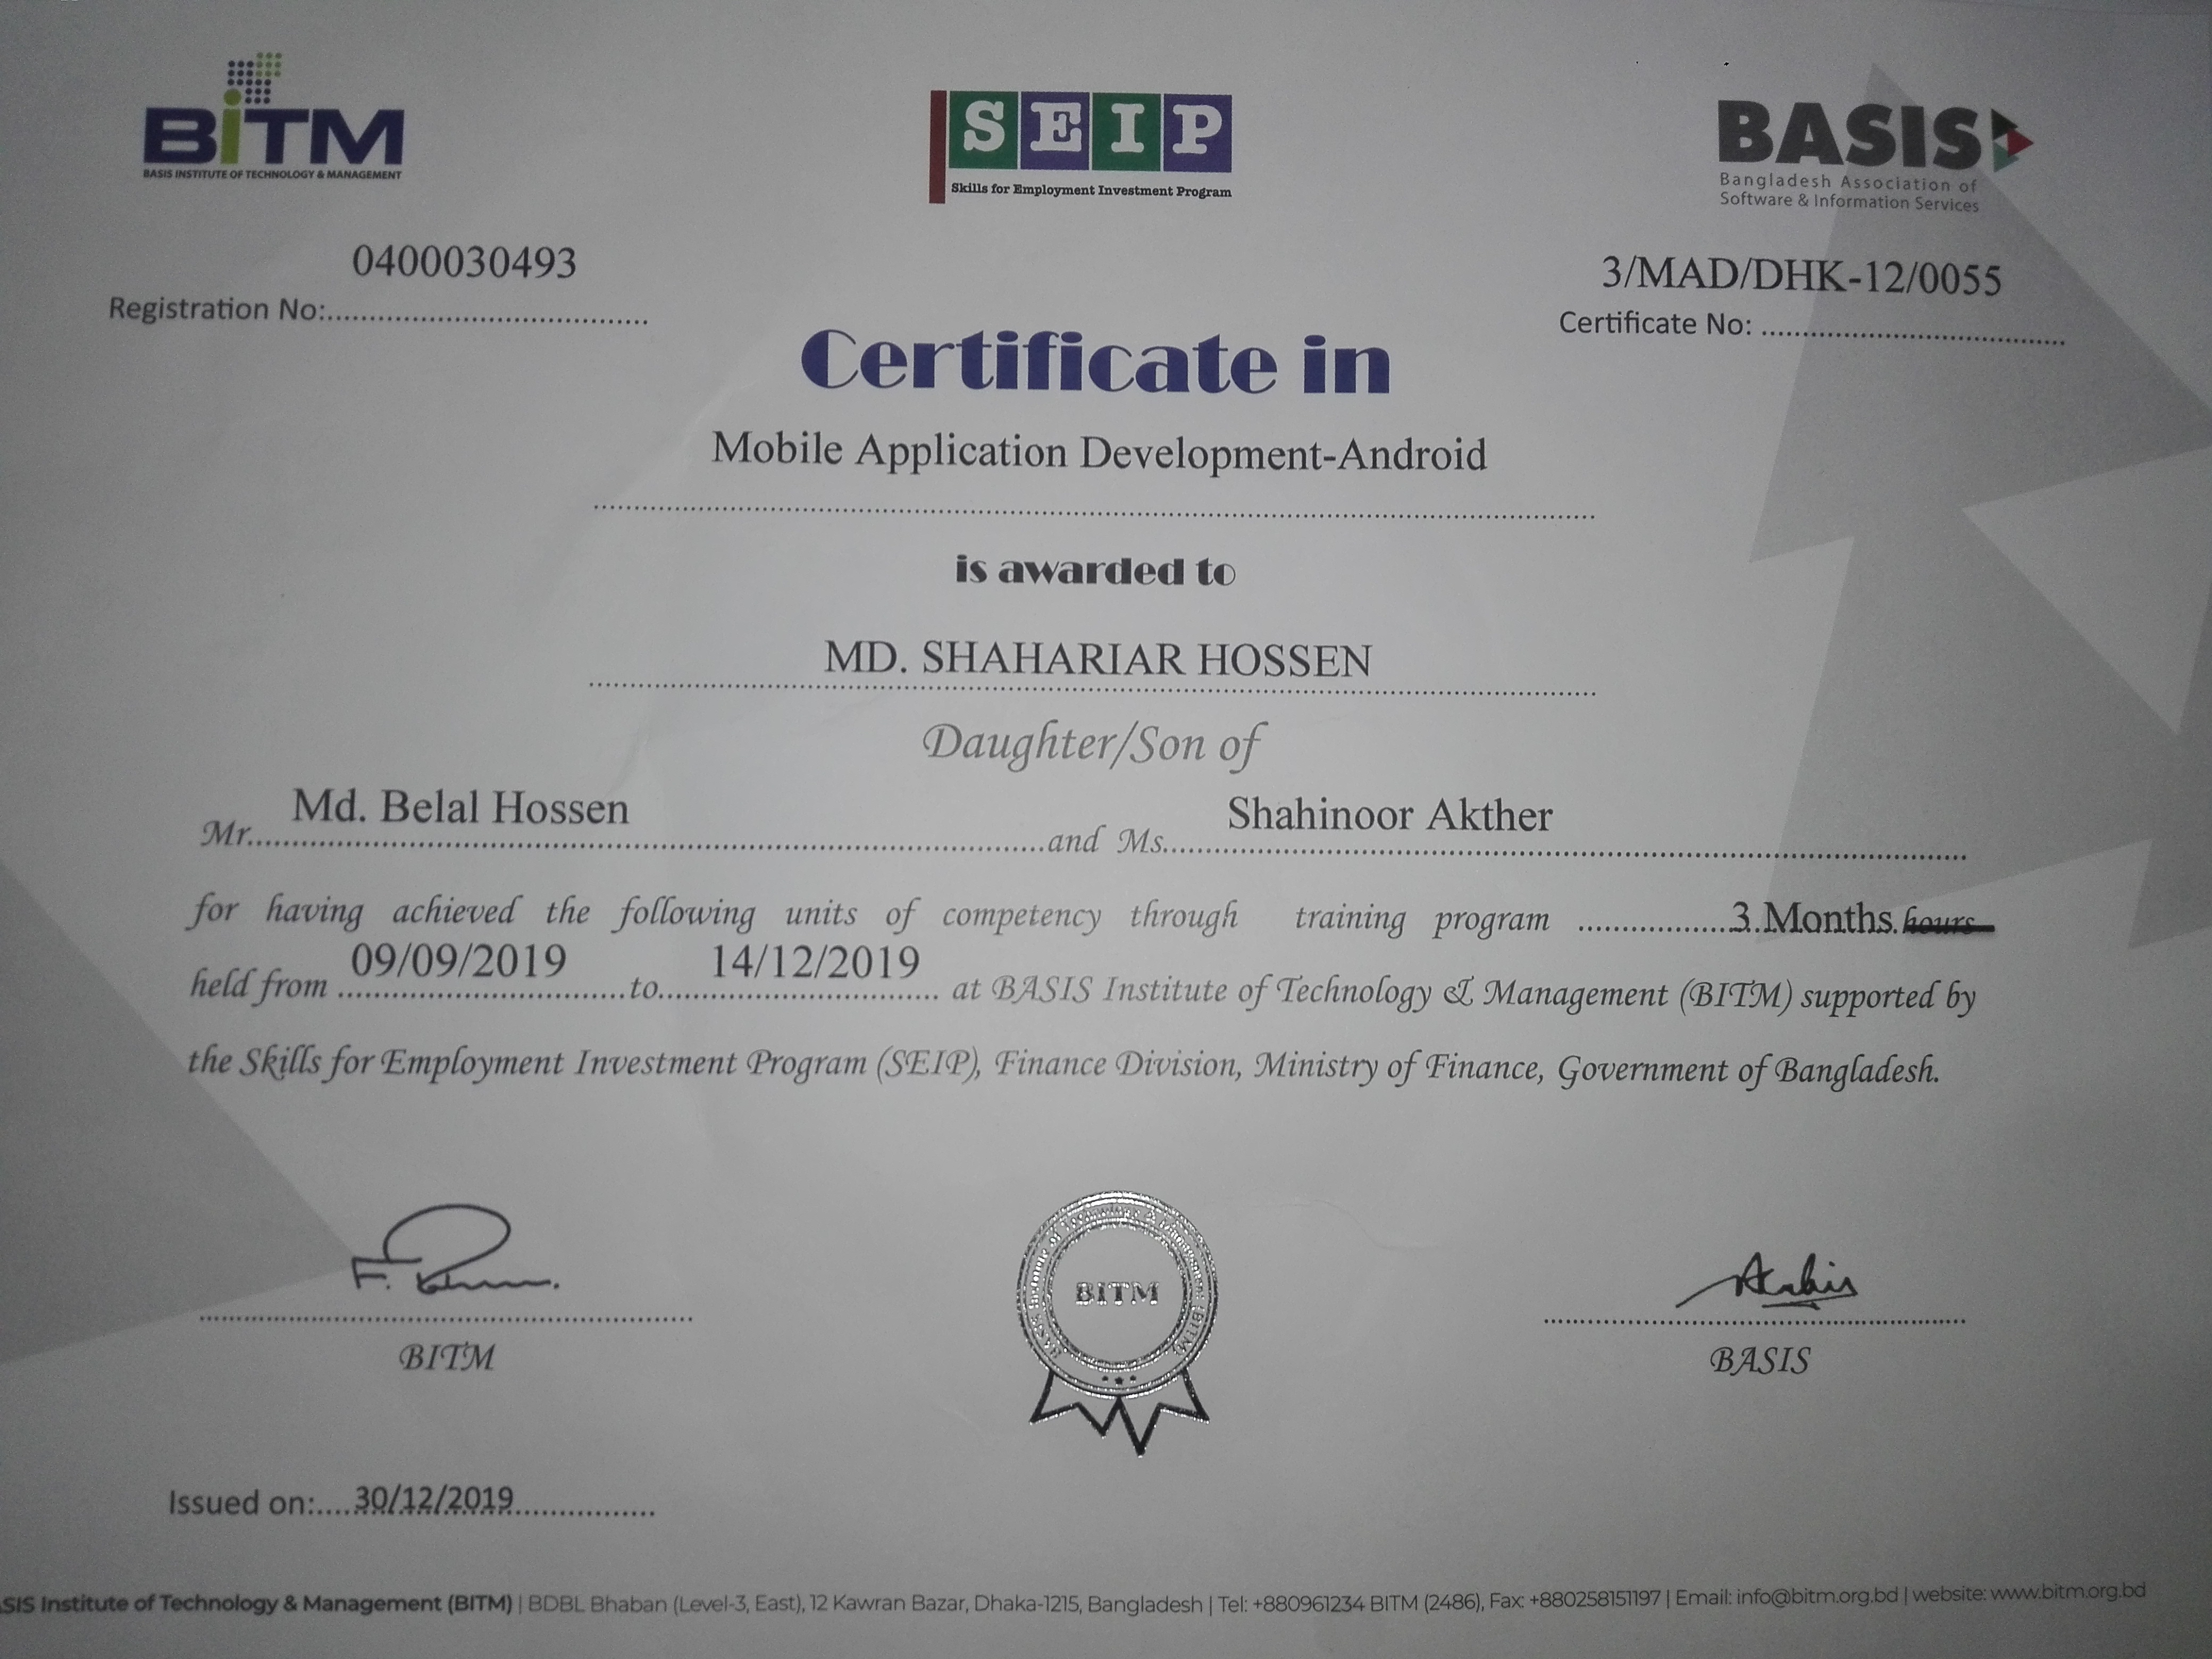 BiTM
BASIS INSTITUTE OF TECHNOLOGY & MANAGEMENT
SEIP
Skills for Employment Investment Program
BASIS
Bangladesh Association of
Software & Information Services
0400030493
Registration No:
3/MAD/DHK-12/0055
Certificate No:
Certificate in
Mobile Application Development-Android
is awarded to
MD. SHAHARIAR HOSSEN
Daughter/Son of
Mr. Md. Belal Hossen and Ms. Shahinoor Akther
for having achieved the following units of competency through training program 3 Months hours
held from 09/09/2019 to 14/12/2019 at BASIS Institute of Technology & Management (BITM) supported by
the Skills for Employment Investment Program (SEIP), Finance Division, Ministry of Finance, Government of Bangladesh.
BITM
BITM
BASIS
Issued on: 30/12/2019
SIS Institute of Technology & Management (BITM) | BDBL Bhaban (Level-3, East), 12 Kawran Bazar, Dhaka-1215, Bangladesh | Tel: +880961234 BITM (2486), Fax: +880258151197 | Email: info@bitm.org.bd | website: www.bitm.org.bd